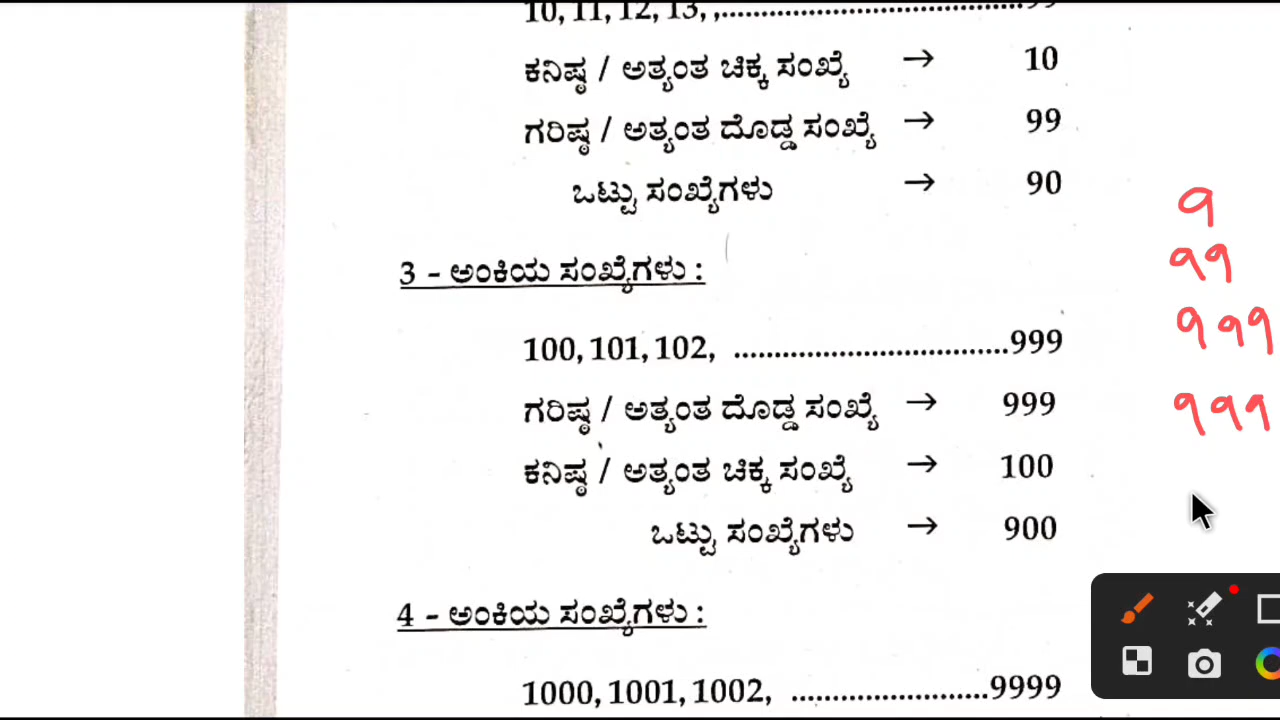 10, 11, 12, 13, ,......................................99
ಕನಿಷ್ಠ / ಅತ್ಯಂತ ಚಿಕ್ಕ ಸಂಖ್ಯೆ → 10
ಗರಿಷ್ಠ / ಅತ್ಯಂತ ದೊಡ್ಡ ಸಂಖ್ಯೆ → 99
ಒಟ್ಟು ಸಂಖ್ಯೆಗಳು → 90
9
99
3 - ಅಂಕಿಯ ಸಂಖ್ಯೆಗಳು :
999
100, 101, 102, ..................................999
ಗರಿಷ್ಠ / ಅತ್ಯಂತ ದೊಡ್ಡ ಸಂಖ್ಯೆ → 999
999
ಕನಿಷ್ಠ / ಅತ್ಯಂತ ಚಿಕ್ಕ ಸಂಖ್ಯೆ → 100
ಒಟ್ಟು ಸಂಖ್ಯೆಗಳು → 900
4 - ಅಂಕಿಯ ಸಂಖ್ಯೆಗಳು :
1000, 1001, 1002, ........................9999